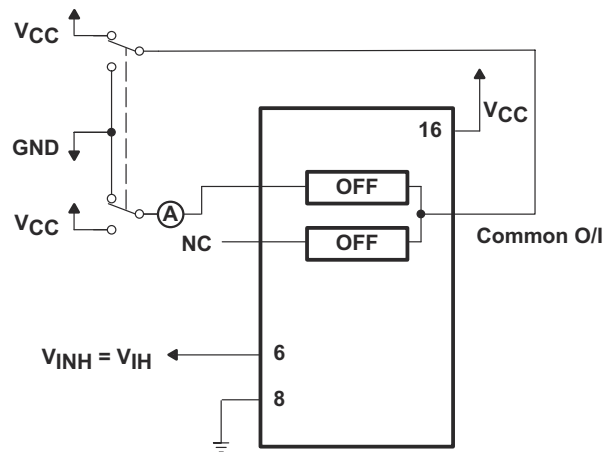 VCC
VCC
16
GND
OFF
A
VCC
NC
OFF
Common O/I
VINH = VIH
6
8